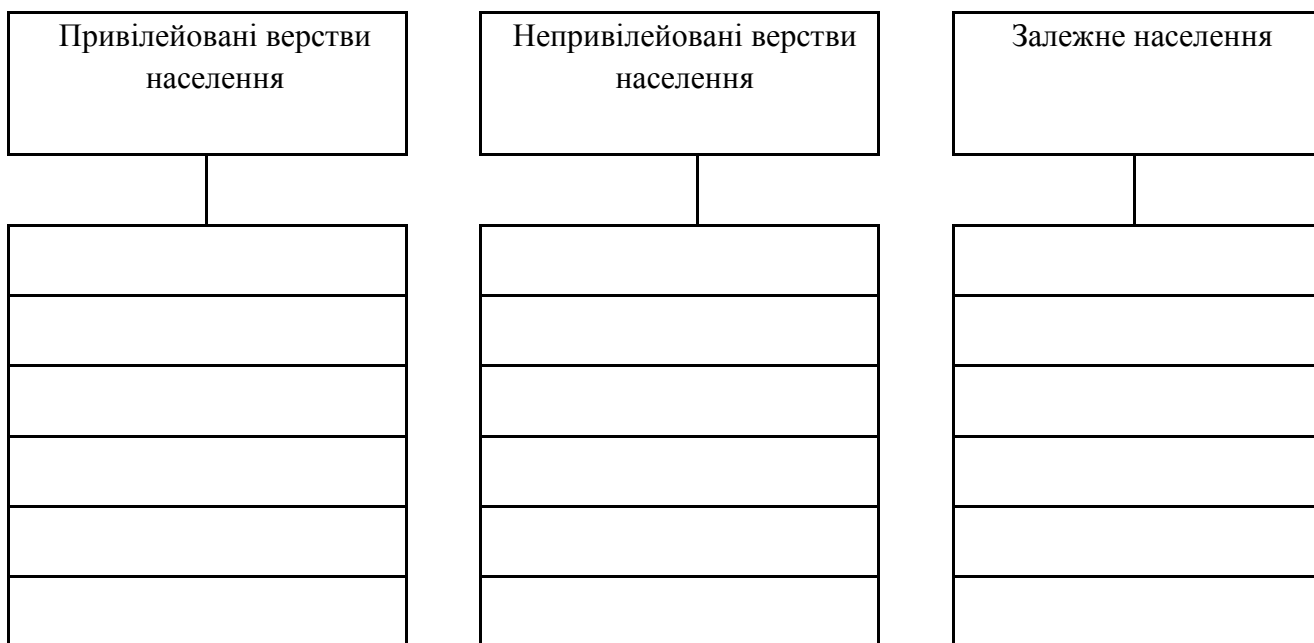 Привілейовані верстви
населення
Непривілейовані верстви
населення
Залежне населення